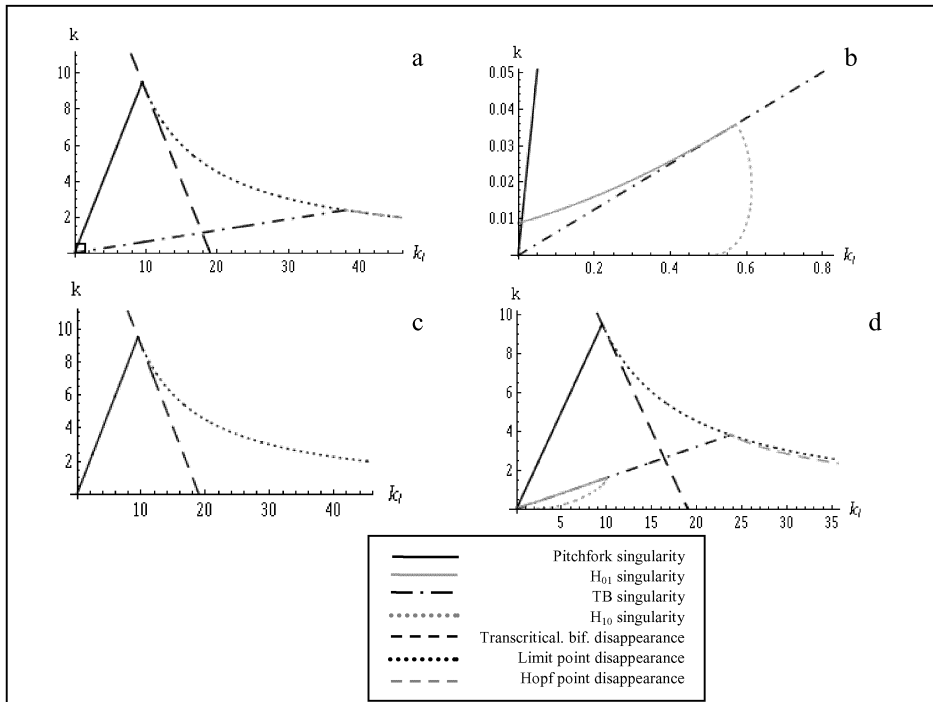 k
a
10
8
6
4
2
10
20
30
40
k_l
k
b
0.05
0.04
0.03
0.02
0.01
0.2
0.4
0.6
0.8
k_l
k
c
10
8
6
4
2
10
20
30
40
k_l
k
d
10
8
6
4
2
5
10
15
20
25
30
35
k_l
Pitchfork singularity
H₀₁ singularity
TB singularity
H₁₀ singularity
Transcritical. bif. disappearance
Limit point disappearance
Hopf point disappearance